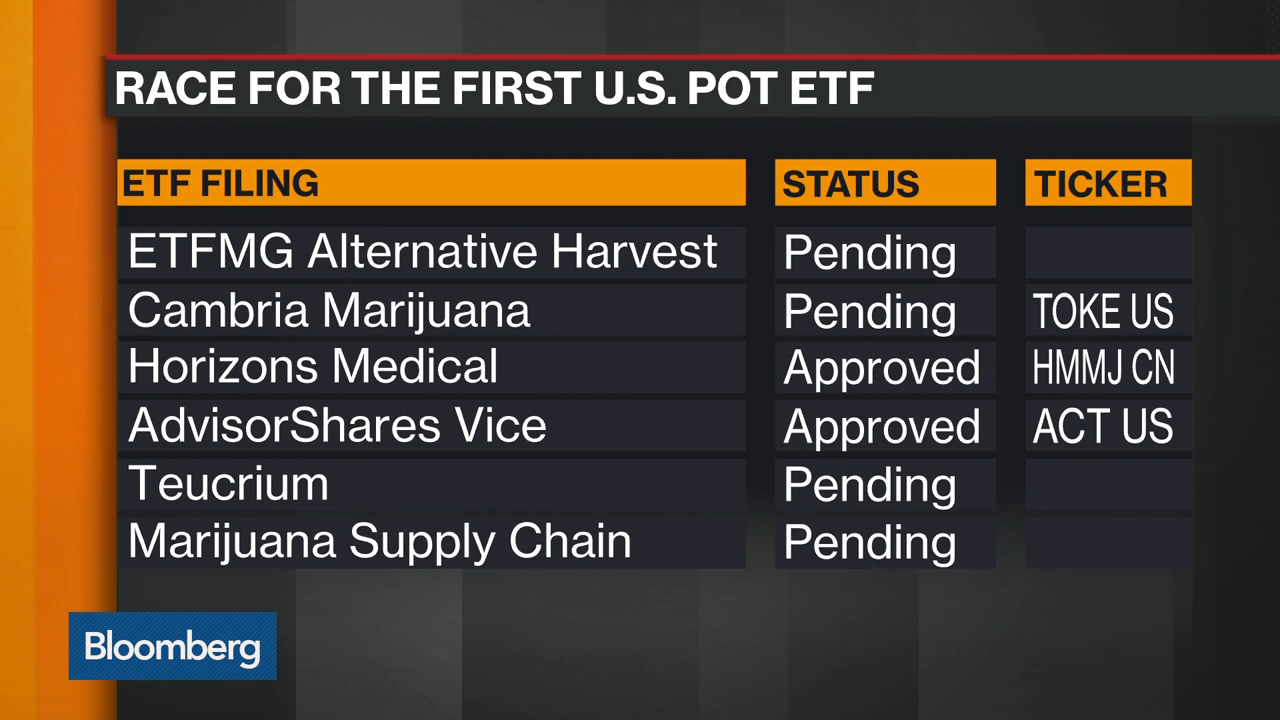 RACE FOR THE FIRST U.S. POT ETF
ETF FILING STATUS TICKER
ETFMG Alternative Harvest Pending
Cambria Marijuana Pending TOKE US
Horizons Medical Approved HMMJ CN
AdvisorShares Vice Approved ACT US
Teucrium Pending
Marijuana Supply Chain Pending
Bloomberg